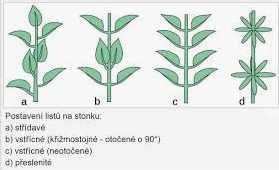 a b c d
Postavení listů na stonku:
a) střídavé
b) vstřícné (křižmostojné - otočené o 90°)
c) vstřícné (neotočené)
d) přeslenité